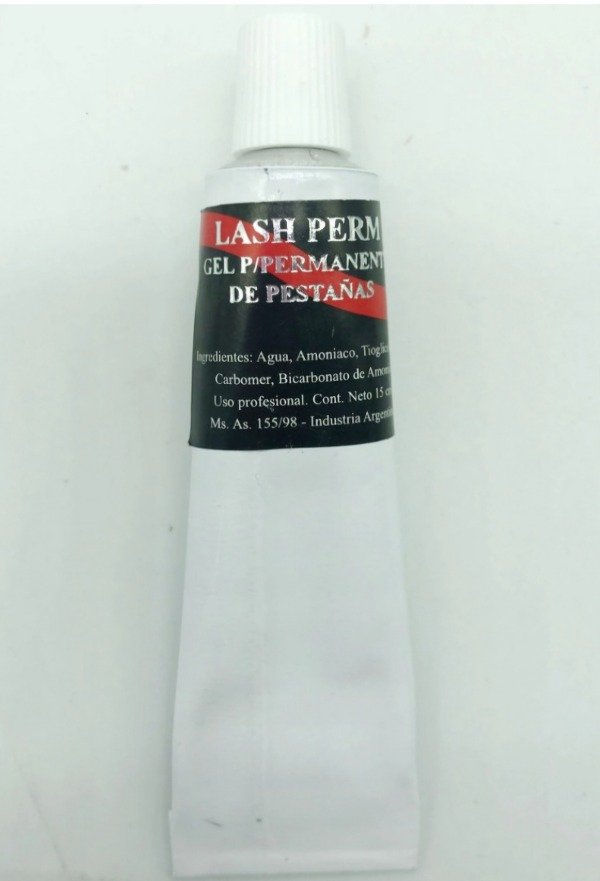 LASH PERM
GEL P/PERMANENT
DE PESTAÑAS
Ingredientes: Agua, Amoniaco,
Carbomer, Bicarbonato de
Uso profesional. Cont. Neto 15
Ms. As. 155/98 - Industria